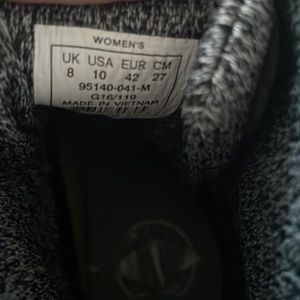 WOMEN'S
UK USA EUR CM
8 10 42 27
95140-041-M
G16/119
MADE IN VIETNAM